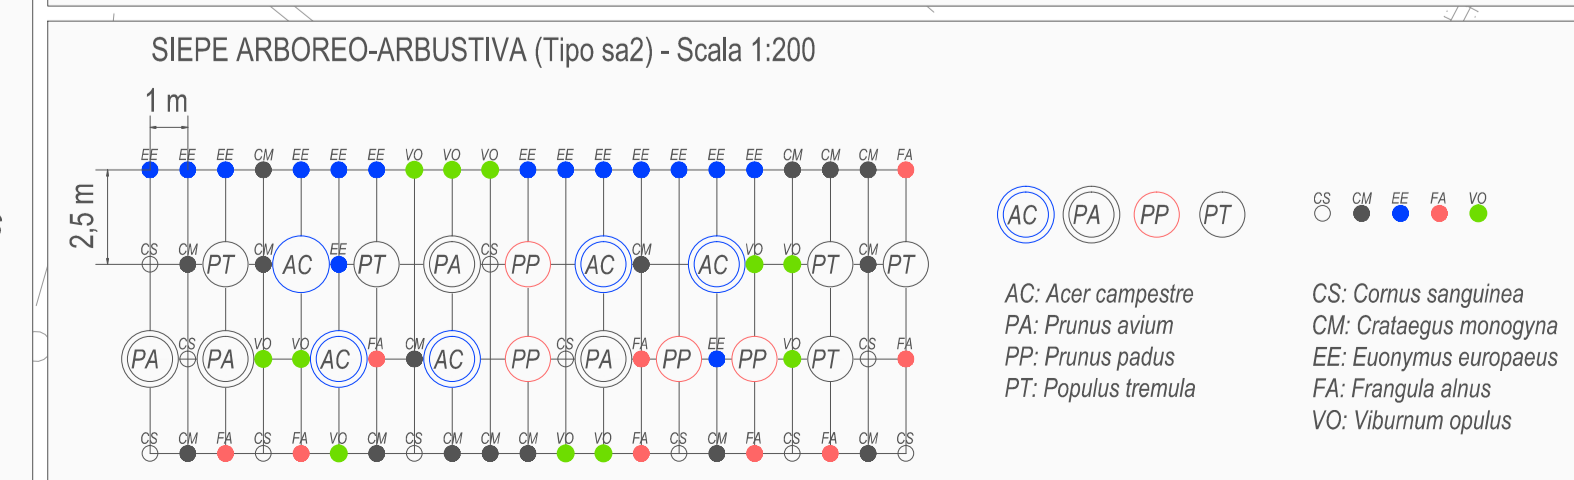 SIEPE ARBOREO-ARBUSTIVA (Tipo sa2) - Scala 1:200
1 m
EE EE EE CM EE EE EE VO VO VO EE EE EE EE EE EE EE CM CM CM FA
2,5 m
CS CM PT CM AC EE PT PA CS PP AC CM AC VO VO PT CM PT
PA CS PA VO VO AC FA CM AC PP CS PA FA PP EE PP VO PT CS FA
CS CM FA CS FA VO CM CS CM CM CM VO VO FA CS CM FA CS FA CM CS
AC PA PP PT
CS CM EE FA VO
AC: Acer campestre
PA: Prunus avium
PP: Prunus padus
PT: Populus tremula
CS: Cornus sanguinea
CM: Crataegus monogyna
EE: Euonymus europaeus
FA: Frangula alnus
VO: Viburnum opulus